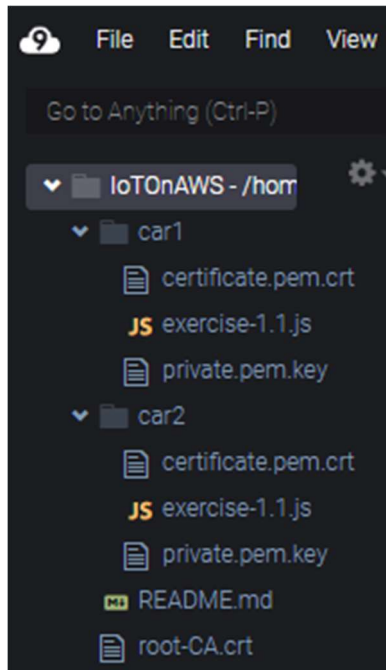 9 File Edit Find View
Go to Anything (Ctrl-P)
IoTOnAWS - /hom
car1
certificate.pem.crt
JS exercise-1.1.js
private.pem.key
car2
certificate.pem.crt
JS exercise-1.1.js
private.pem.key
M↓ README.md
root-CA.crt